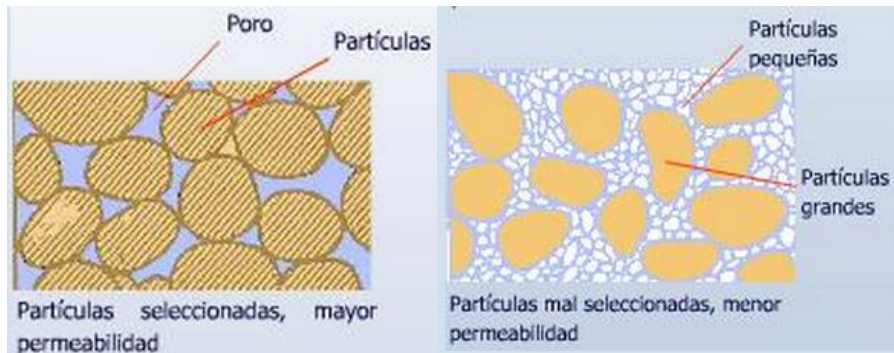 Poro
Partículas
Partículas seleccionadas, mayor
permeabilidad
Partículas
pequeñas
Partículas
grandes
Partículas mal seleccionadas, menor
permeabilidad